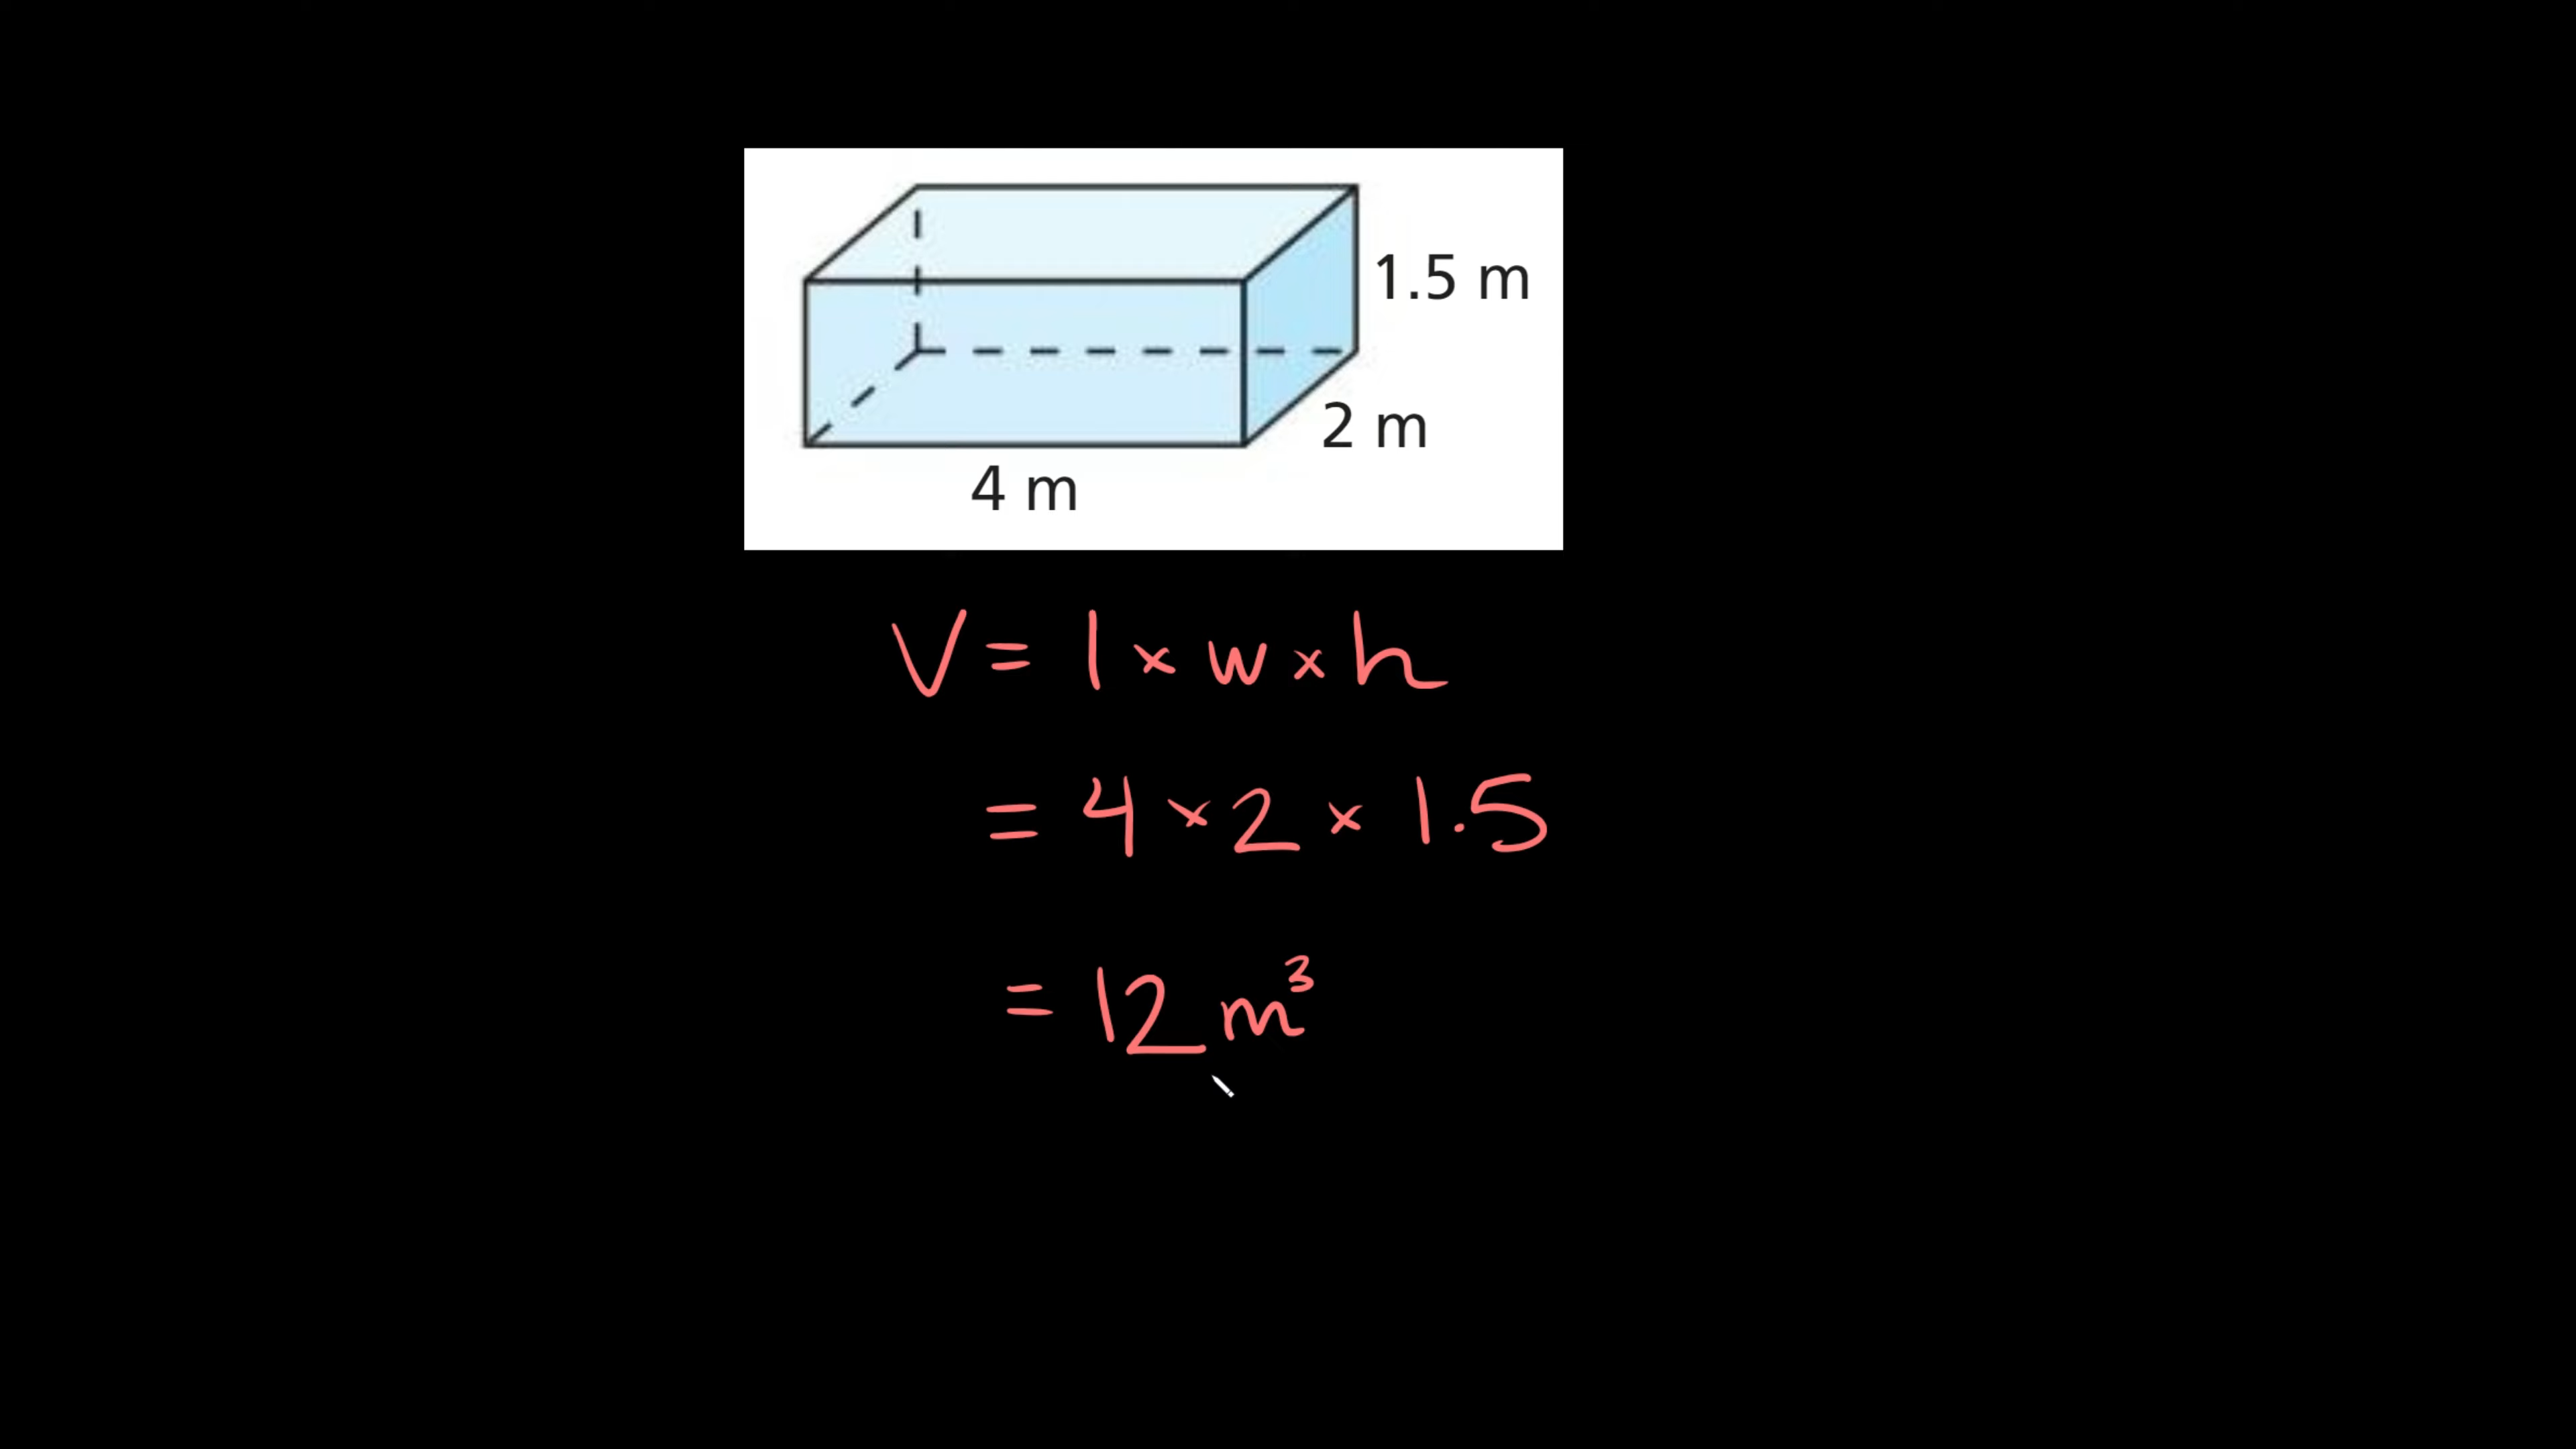 1.5 m
2 m
4 m
V = l × w × h
= 4 × 2 × 1.5
= 12 m³